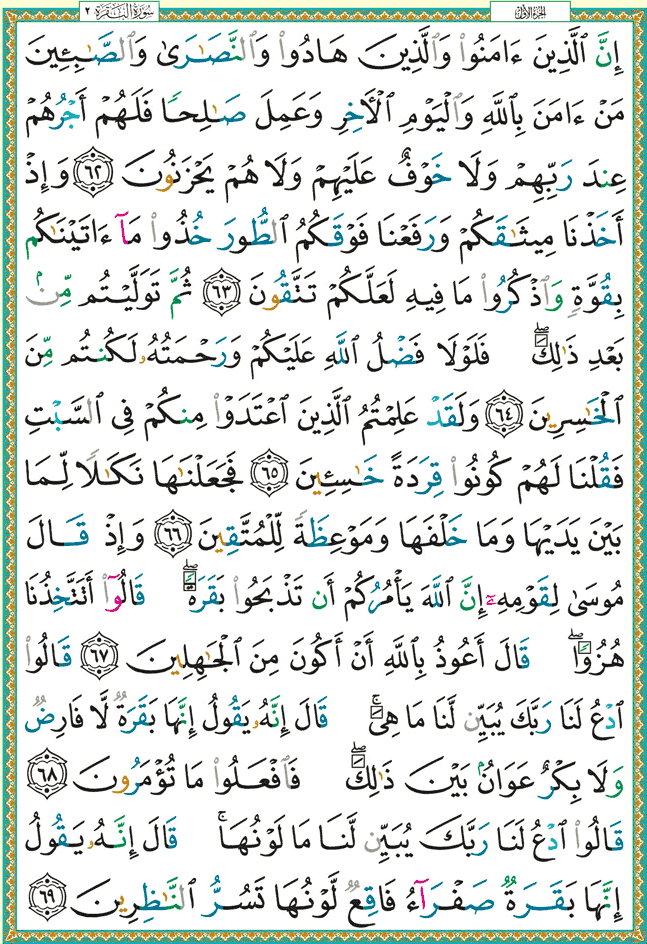 الجزء الأول
سورة البقرة ٢
إِنَّ ٱلَّذِينَ ءَامَنُوا۟ وَٱلَّذِينَ هَادُوا۟ وَٱلنَّصَـٰرَىٰ وَٱلصَّـٰبِـِٔينَ
مَنْ ءَامَنَ بِٱللَّهِ وَٱلْيَوْمِ ٱلْـَٔاخِرِ وَعَمِلَ صَـٰلِحًا فَلَهُمْ أَجْرُهُمْ
عِندَ رَبِّهِمْ وَلَا خَوْفٌ عَلَيْهِمْ وَلَا هُمْ يَحْزَنُونَ ٦٢ وَإِذْ
أَخَذْنَا مِيثَـٰقَكُمْ وَرَفَعْنَا فَوْقَكُمُ ٱلطُّورَ خُذُوا۟ مَآ ءَاتَيْنَـٰكُم
بِقُوَّةٍ وَٱذْكُرُوا۟ مَا فِيهِ لَعَلَّكُمْ تَتَّقُونَ ٦٣ ثُمَّ تَوَلَّيْتُم مِّنۢ
بَعْدِ ذَٰلِكَ ۖ فَلَوْلَا فَضْلُ ٱللَّهِ عَلَيْكُمْ وَرَحْمَتُهُۥ لَكُنتُم مِّنَ
ٱلْخَـٰسِرِينَ ٦٤ وَلَقَدْ عَلِمْتُمُ ٱلَّذِينَ ٱعْتَدَوْا۟ مِنكُمْ فِى ٱلسَّبْتِ
فَقُلْنَا لَهُمْ كُونُوا۟ قِرَدَةً خَـٰسِـِٔينَ ٦٥ فَجَعَلْنَـٰهَا نَكَـٰلًا لِّمَا
بَيْنَ يَدَيْهَا وَمَا خَلْفَهَا وَمَوْعِظَةً لِّلْمُتَّقِينَ ٦٦ وَإِذْ قَالَ
مُوسَىٰ لِقَوْمِهِۦٓ إِنَّ ٱللَّهَ يَأْمُرُكُمْ أَن تَذْبَحُوا۟ بَقَرَةً ۖ قَالُوٓا۟ أَتَتَّخِذُنَا
هُزُوًا ۖ قَالَ أَعُوذُ بِٱللَّهِ أَنْ أَكُونَ مِنَ ٱلْجَـٰهِلِينَ ٦٧ قَالُوا۟
ٱدْعُ لَنَا رَبَّكَ يُبَيِّن لَّنَا مَا هِىَ ۚ قَالَ إِنَّهُۥ يَقُولُ إِنَّهَا بَقَرَةٌ لَّا فَارِضٌ
وَلَا بِكْرٌ عَوَانٌۢ بَيْنَ ذَٰلِكَ ۖ فَٱفْعَلُوا۟ مَا تُؤْمَرُونَ ٦٨
قَالُوا۟ ٱدْعُ لَنَا رَبَّكَ يُبَيِّن لَّنَا مَا لَوْنُهَا ۚ قَالَ إِنَّهُۥ يَقُولُ
إِنَّهَا بَقَرَةٌ صَفْرَآءُ فَاقِعٌ لَّوْنُهَا تَسُرُّ ٱلنَّـٰظِرِينَ ٦٩